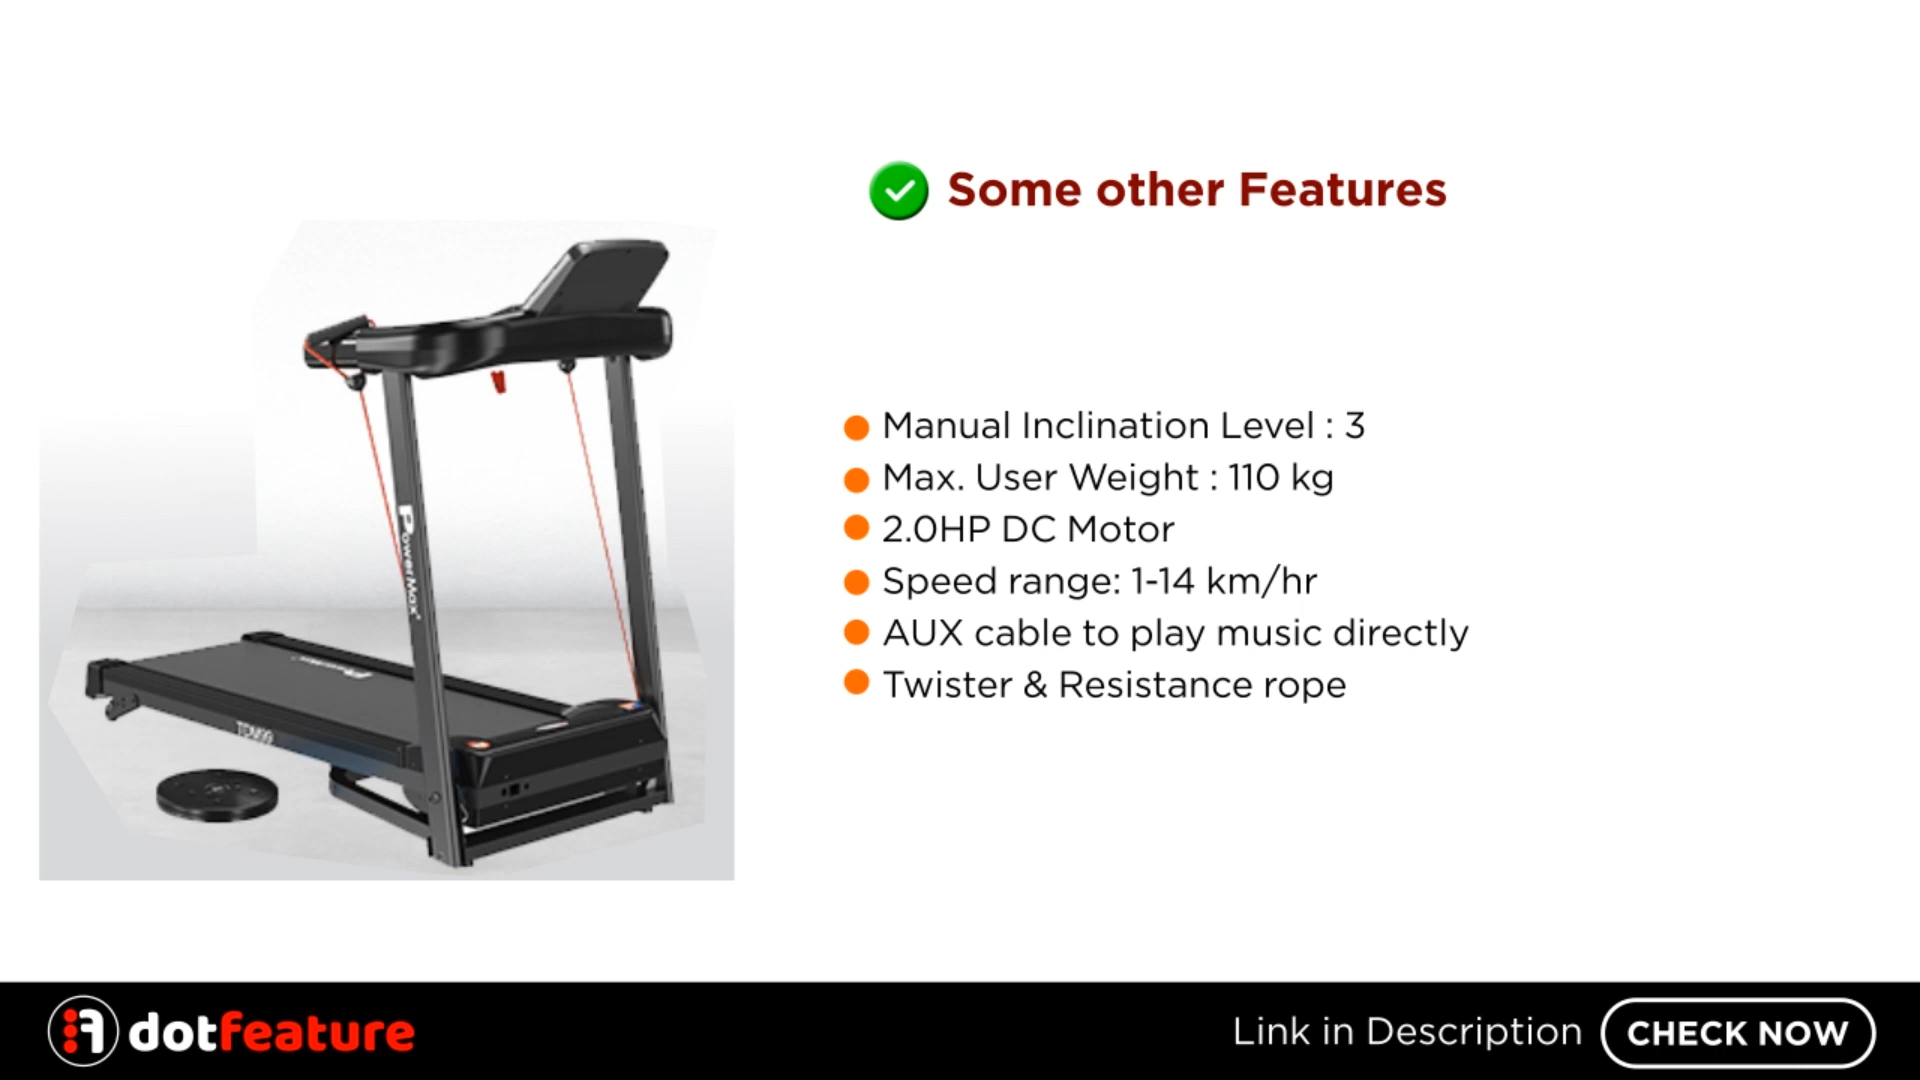 Some other Features
PowerMax
Manual Inclination Level : 3
Max. User Weight : 110 kg
2.0HP DC Motor
Speed range: 1-14 km/hr
AUX cable to play music directly
Twister & Resistance rope
dotfeature
Link in Description
CHECK NOW